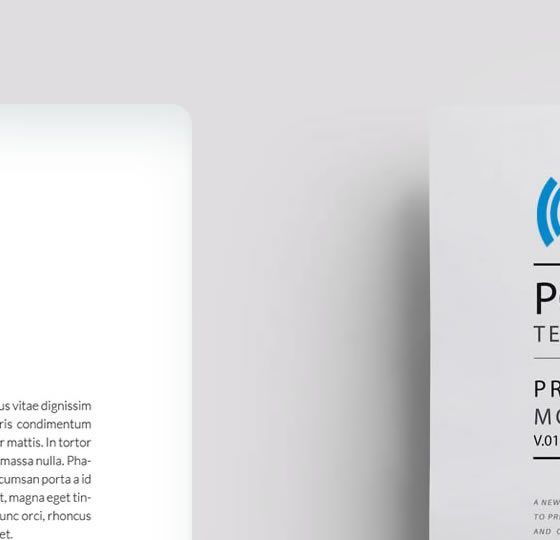 us vitae dignissim
ris condimentum
r mattis. In tortor
massa nulla. Pha-
cumsan porta a id
t, magna eget tin-
unc orci, rhoncus
et.
P
TE
PR
MO
V.01
A NEW
TO PR
AND